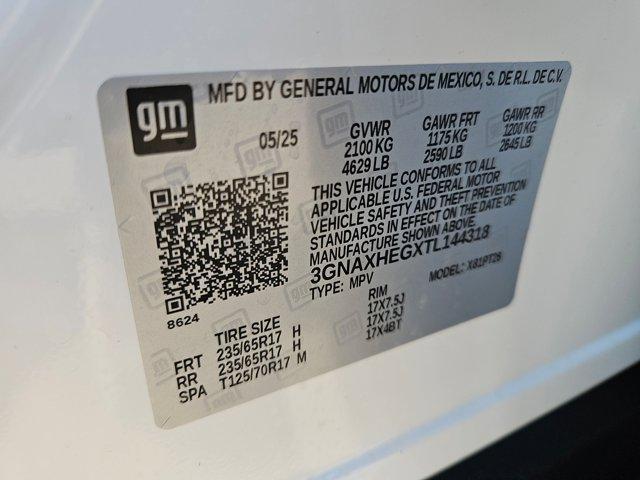 gm
MFD BY GENERAL MOTORS DE MEXICO, S. DE R.L. DE C.V.
05/25
GVWR GAWR FRT GAWR RR
2100 KG 1175 KG 1200 KG
4629 LB 2590 LB 2645 LB
THIS VEHICLE CONFORMS TO ALL
APPLICABLE U.S. FEDERAL MOTOR
VEHICLE SAFETY AND THEFT PREVENTION
STANDARDS IN EFFECT ON THE DATE OF
MANUFACTURE SHOWN ABOVE.
3GNAXHEGXTL144318
TYPE: MPV MODEL: X81PT26
8624
TIRE SIZE RIM
FRT 235/65R17 H 17X7.5J
RR 235/65R17 H 17X7.5J
SPA T125/70R17 M 17X4BT